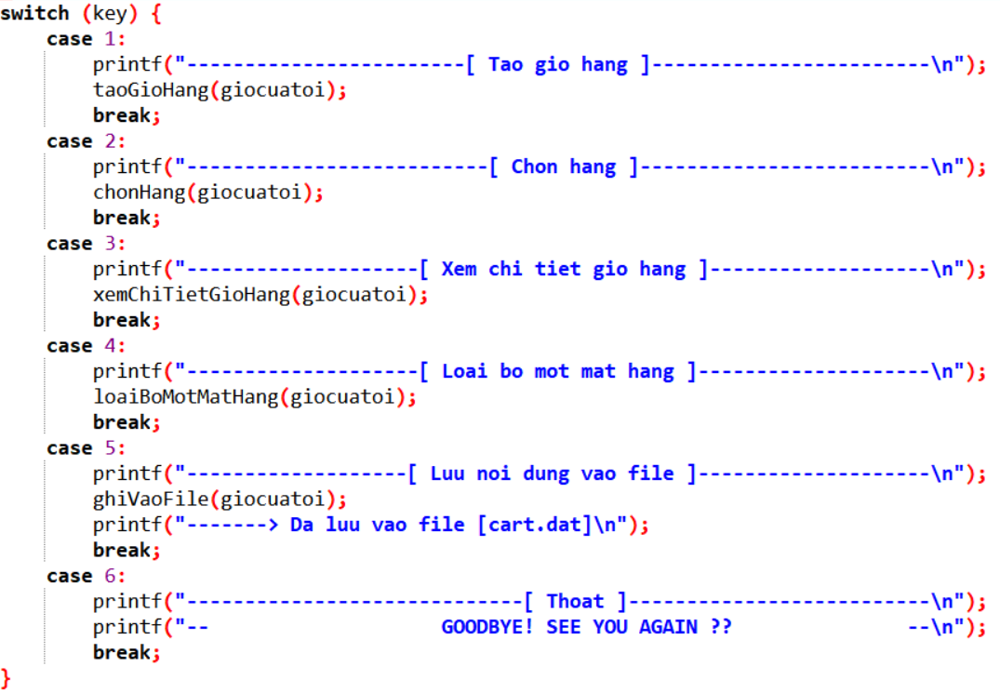 switch (key) {
    case 1:
        printf("------------------------[ Tao gio hang ]------------------------\n");
        taoGioHang(giocuatoi);
        break;
    case 2:
        printf("--------------------------[ Chon hang ]-------------------------\n");
        chonHang(giocuatoi);
        break;
    case 3:
        printf("--------------------[ Xem chi tiet gio hang ]-------------------\n");
        xemChiTietGioHang(giocuatoi);
        break;
    case 4:
        printf("--------------------[ Loai bo mot mat hang ]--------------------\n");
        loaiBoMotMatHang(giocuatoi);
        break;
    case 5:
        printf("-------------------[ Luu noi dung vao file ]--------------------\n");
        ghiVaoFile(giocuatoi);
        printf("-------> Da luu vao file [cart.dat]\n");
        break;
    case 6:
        printf("-----------------------------[ Thoat ]--------------------------\n");
        printf("--                    GOODBYE! SEE YOU AGAIN ??               --\n");
        break;
}